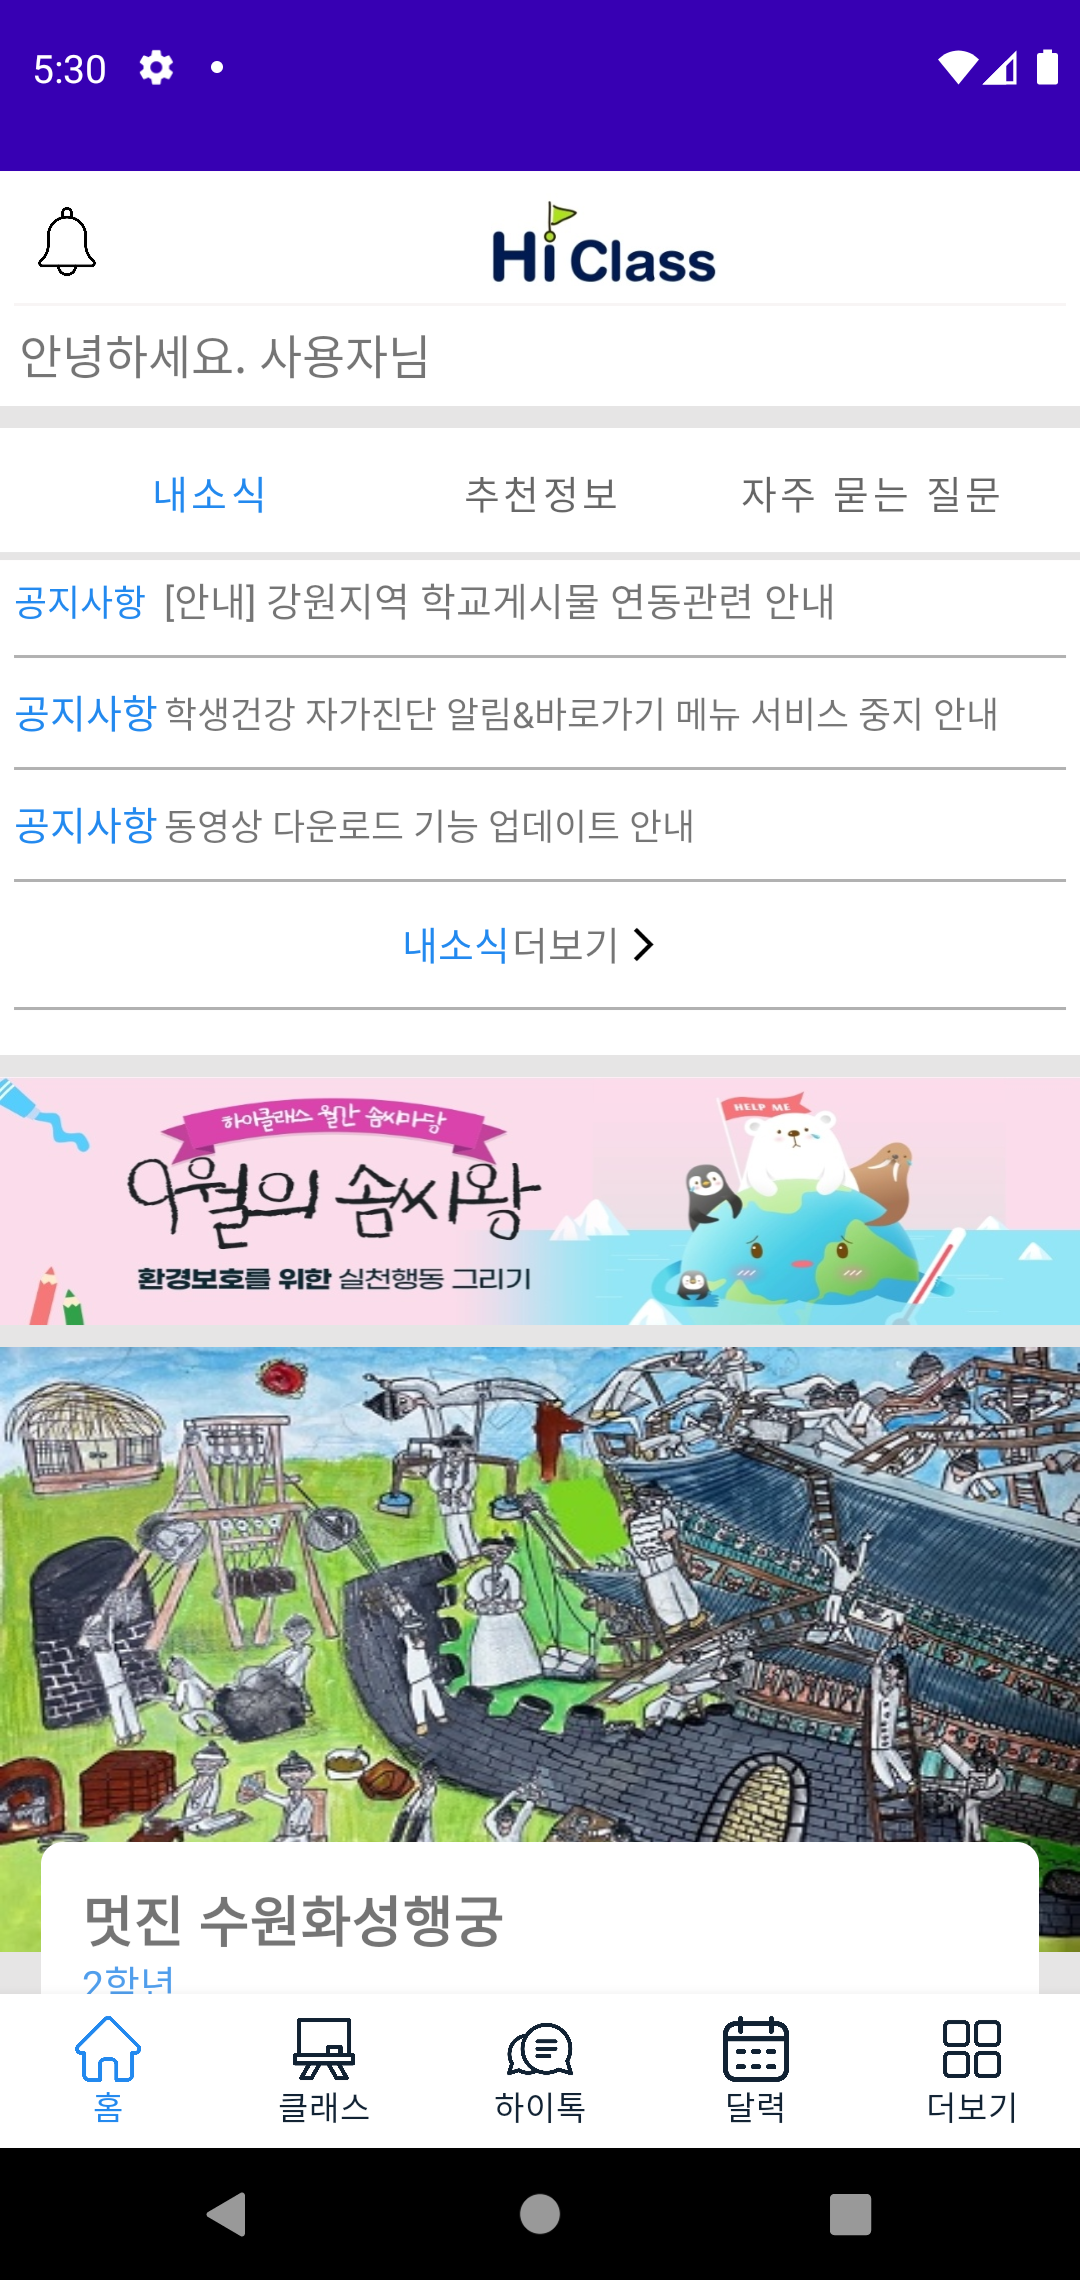 5:30
Hi Class
안녕하세요. 사용자님
내소식 추천정보 자주 묻는 질문
공지사항 [안내] 강원지역 학교게시물 연동관련 안내
공지사항 학생건강 자가진단 알림&바로가기 메뉴 서비스 중지 안내
공지사항 동영상 다운로드 기능 업데이트 안내
내소식더보기
하이클래스 월간 솜씨마당
HELP ME
9월의 솜씨왕
환경보호를 위한 실천행동 그리기
멋진 수원화성행궁
2학년
홈 클래스 하이톡 달력 더보기